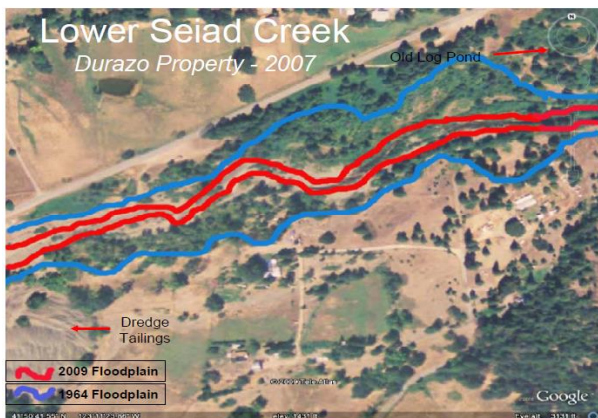 Lower Seiad Creek
Durazo Property - 2007
Old Log Pond
Dredge
Tailings
2009 Floodplain
1964 Floodplain
Google